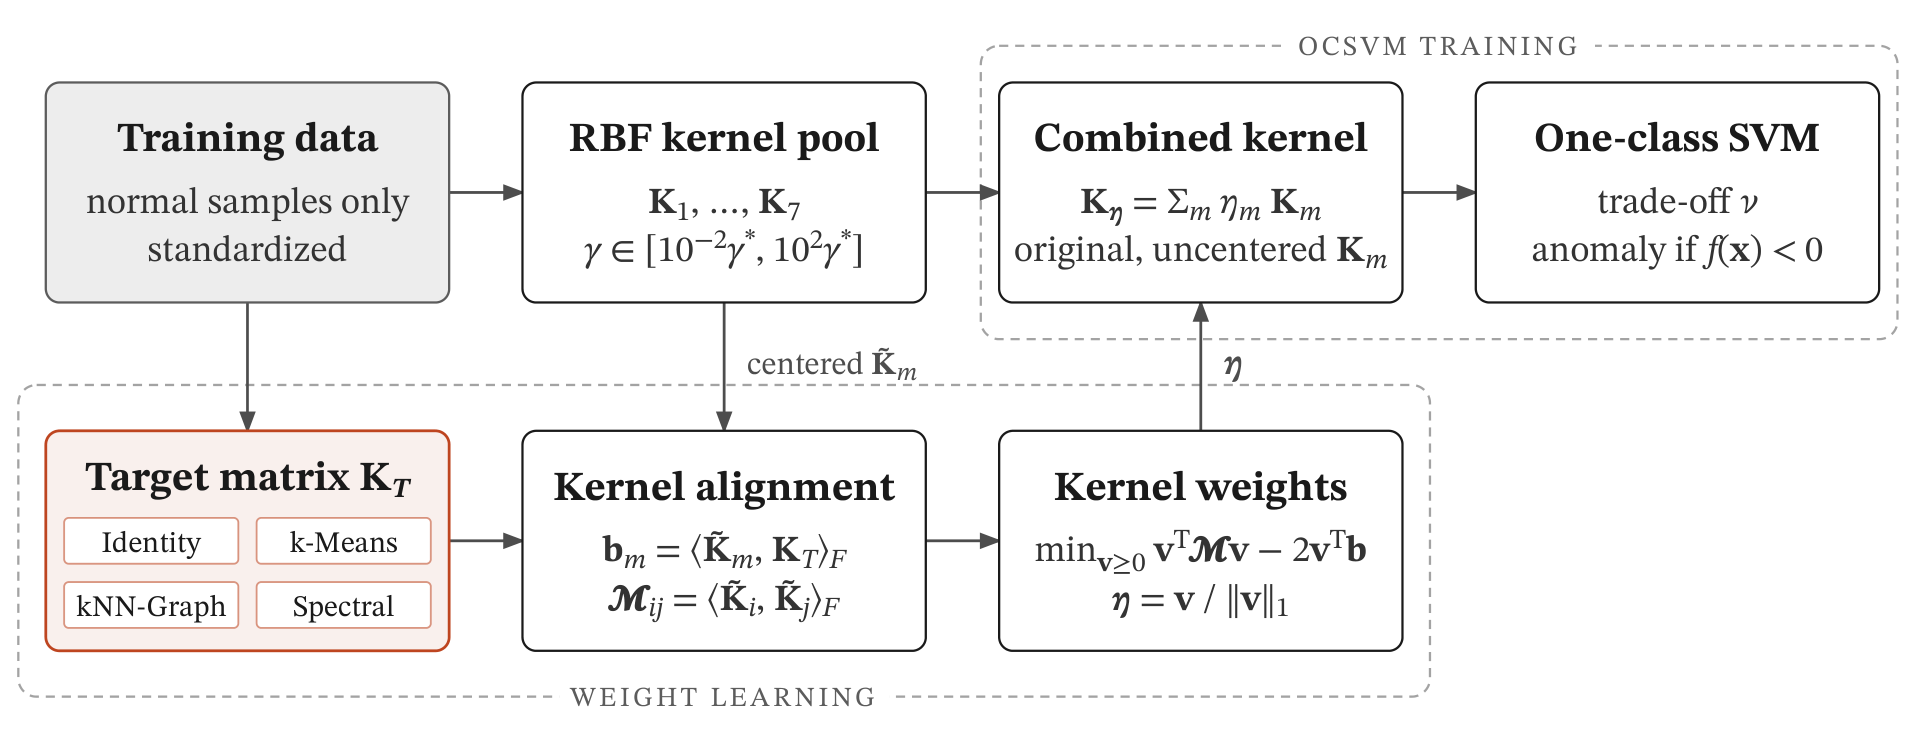 OCSVM TRAINING
Training data
normal samples only
standardized
RBF kernel pool
K₁, …, K₇
γ ∈ [10⁻²γ*, 10²γ*]
Combined kernel
K_η = Σ_m η_m K_m
original, uncentered K_m
One-class SVM
trade-off ν
anomaly if f(x) < 0
centered K̃_m
η
Target matrix K_T
Identity
k-Means
kNN-Graph
Spectral
Kernel alignment
b_m = ⟨K̃_m, K_T⟩_F
ℳ_ij = ⟨K̃_i, K̃_j⟩_F
Kernel weights
min_v≥0 vᵀℳv − 2vᵀb
η = v / ‖v‖₁
WEIGHT LEARNING